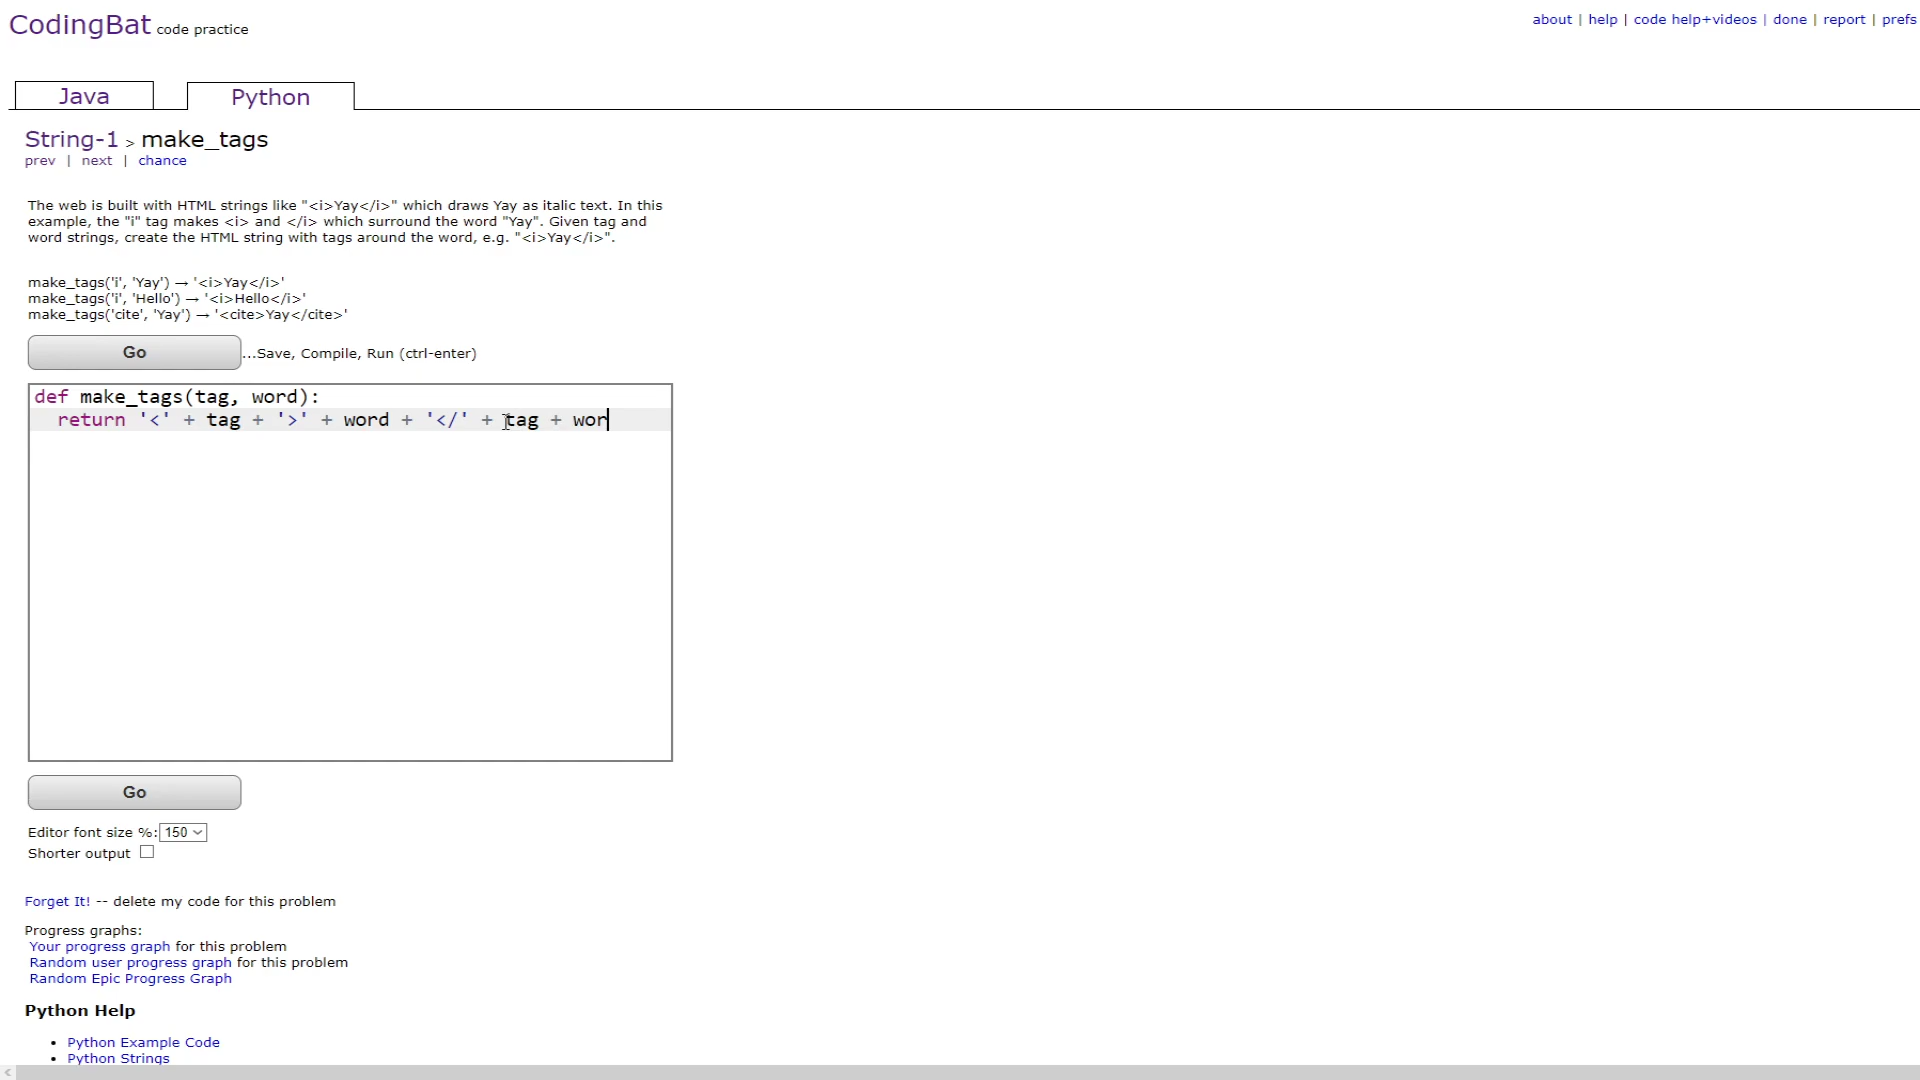 CodingBat code practice
about | help | code help+videos | done | report | prefs
Java
Python
String-1 > make_tags
prev | next | chance
The web is built with HTML strings like "<i>Yay</i>" which draws Yay as italic text. In this
example, the "i" tag makes <i> and </i> which surround the word "Yay". Given tag and
word strings, create the HTML string with tags around the word, e.g. "<i>Yay</i>".
make_tags('i', 'Yay') → '<i>Yay</i>'
make_tags('i', 'Hello') → '<i>Hello</i>'
make_tags('cite', 'Yay') → '<cite>Yay</cite>'
Go ...Save, Compile, Run (ctrl-enter)
def make_tags(tag, word):
  return '<' + tag + '>' + word + '</' + tag + wor
Go
Editor font size %: 150
Shorter output
Forget It! -- delete my code for this problem
Progress graphs:
Your progress graph for this problem
Random user progress graph for this problem
Random Epic Progress Graph
Python Help
• Python Example Code
• Python Strings